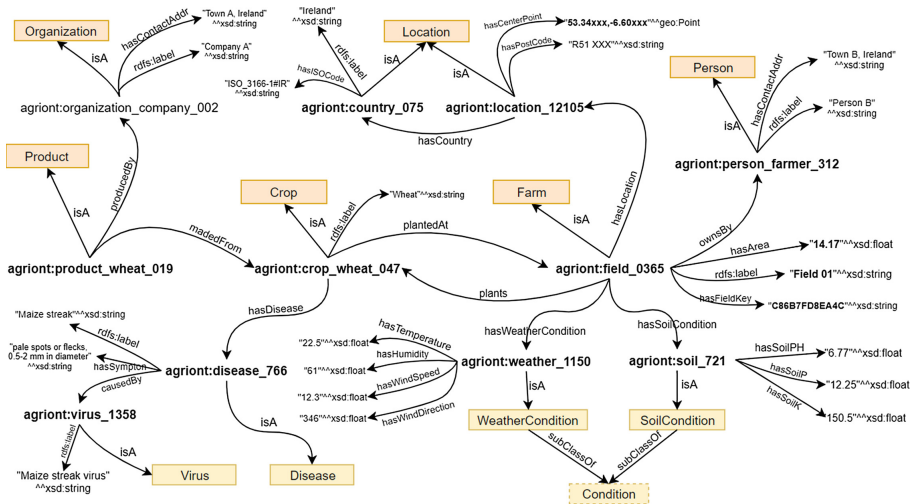 Organization
hasContactAddr
"Town A, Ireland"
^^xsd:string
isA
rdfs:label
"Company A"
^^xsd:string
agriont:organization_company_002
"Ireland"
^^xsd:string
rdfs:label
Location
isA
isA
hasISOCode
"ISO_3166-1#IR"
^^xsd:string
agriont:country_075
hasCenterPoint
"53.34xxx,-6.60xxx"^^geo:Point
hasPostCode
"R51 XXX"^^xsd:string
agriont:location_12105
hasCountry
Person
hasContactAddr
"Town B, Ireland"
^^xsd:string
isA
rdfs:label
"Person B"
^^xsd:string
agriont:person_farmer_312
Product
isA
producedBy
madedFrom
agriont:product_wheat_019
Crop
isA
rdfs:label
"Wheat"^^xsd:string
plantedAt
agriont:crop_wheat_047
plants
Farm
isA
hasLocation
agriont:field_0365
ownsBy
hasArea
"14.17"^^xsd:float
rdfs:label
"Field 01"^^xsd:string
hasFieldKey
"C86B7FD8EA4C"^^xsd:string
hasDisease
"Maize streak"^^xsd:string
rdfs:label
"pale spots or flecks,
0.5-2 mm in diameter"
^^xsd:string
hasSympton
causedBy
agriont:disease_766
agriont:virus_1358
rdfs:label
"Maize streak virus"
^^xsd:string
isA
Virus
isA
Disease
hasWeatherCondition
hasTemperature
"22.5"^^xsd:float
hasHumidity
"61"^^xsd:float
hasWindSpeed
"12.3"^^xsd:float
hasWindDirection
"346"^^xsd:float
agriont:weather_1150
isA
WeatherCondition
subClassOf
hasSoilCondition
agriont:soil_721
hasSoilPH
"6.77"^^xsd:float
hasSoilP
"12.25"^^xsd:float
hasSoilK
150.5"^^xsd:float
isA
SoilCondition
subClassOf
Condition